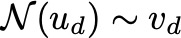 𝒩(u_d) ∼ v_d